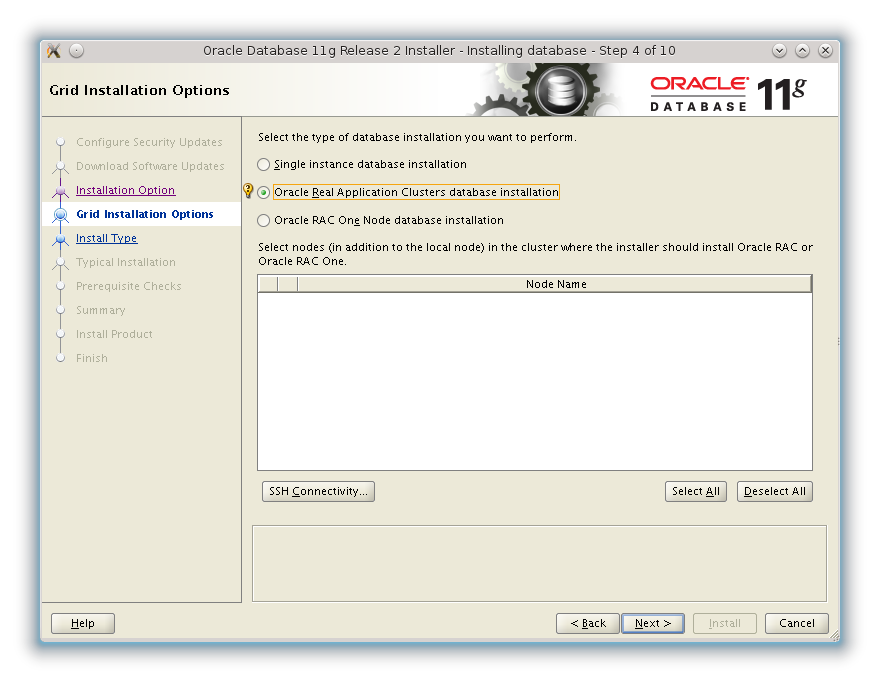 Oracle Database 11g Release 2 Installer - Installing database - Step 4 of 10
Grid Installation Options
ORACLE
DATABASE
11g
Configure Security Updates
Download Software Updates
Installation Option
Grid Installation Options
Install Type
Typical Installation
Prerequisite Checks
Summary
Install Product
Finish
Select the type of database installation you want to perform.
Single instance database installation
Oracle Real Application Clusters database installation
Oracle RAC One Node database installation
Select nodes (in addition to the local node) in the cluster where the installer should install Oracle RAC or
Oracle RAC One.
Node Name
SSH Connectivity...
Select All
Deselect All
Help
< Back
Next >
Install
Cancel